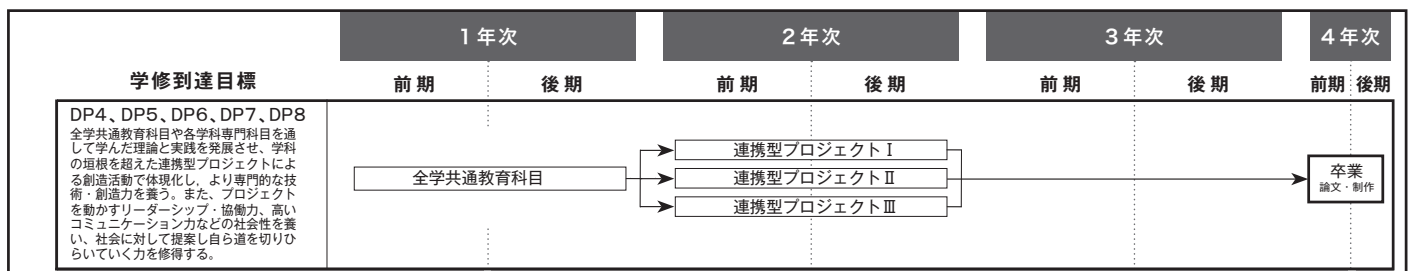 1年次 2年次 3年次 4年次
学修到達目標 前期 後期 前期 後期 前期 後期 前期 後期
DP4、DP5、DP6、DP7、DP8
全学共通教育科目や各学科専門科目を通
して学んだ理論と実践を発展させ、学科
の垣根を超えた連携型プロジェクトによ
る創造活動で体現化し，より専門的な技
術・創造力を養う。また、プロジェクト
を動かすリーダーシップ・協働力、高い
コミュニケーション力などの社会性を養
い、社会に対して提案し自ら道を切りひ
らいていく力を修得する。
全学共通教育科目
連携型プロジェクトⅠ
連携型プロジェクトⅡ
連携型プロジェクトⅢ
卒業
論文・制作